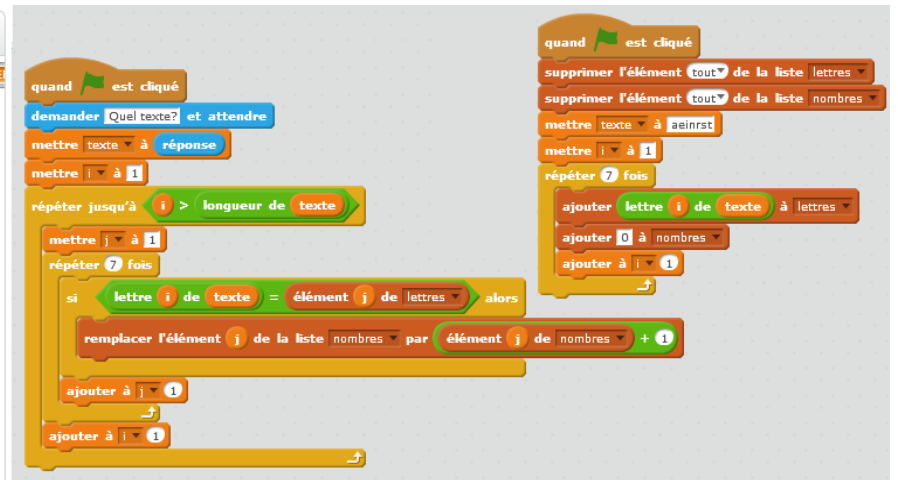 quand est cliqué
demander Quel texte? et attendre
mettre texte à réponse
mettre i à 1
répéter jusqu'à i > longueur de texte
mettre j à 1
répéter 7 fois
si lettre i de texte = élément j de lettres alors
remplacer l'élément j de la liste nombres par élément j de nombres + 1
ajouter à j 1
ajouter à i 1
quand est cliqué
supprimer l'élément tout de la liste lettres
supprimer l'élément tout de la liste nombres
mettre texte à aeinrst
mettre i à 1
répéter 7 fois
ajouter lettre i de texte à lettres
ajouter 0 à nombres
ajouter à i 1